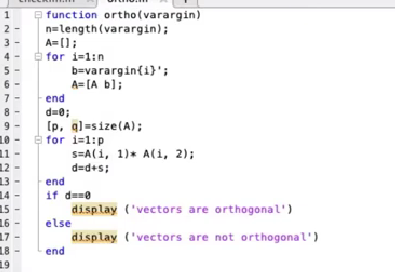 ortho.m
1 function ortho(varargin)
2 - n=length(varargin);
3 - A=[];
4 - for i=1:n
5 - b=varargin{i}';
6 - A=[A b];
7 - end
8 - d=0;
9 - [p, q]=size(A);
10 - for i=1:p
11 - s=A(i, 1)* A(i, 2);
12 - d=d+s;
13 - end
14 - if d==0
15 - display ('vectors are orthogonal')
16 - else
17 - display ('vectors are not orthogonal')
18 - end
19